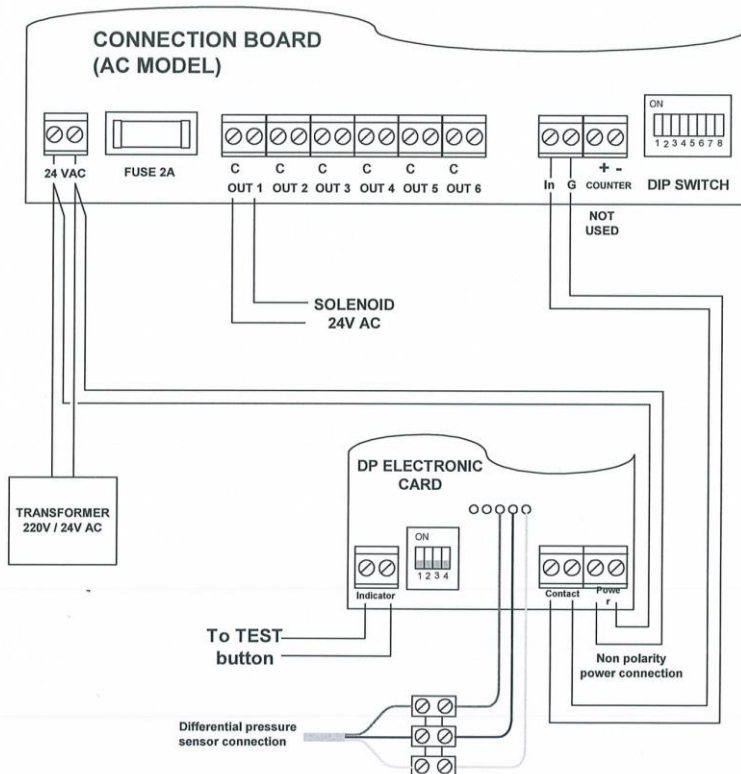 CONNECTION BOARD
(AC MODEL)
ON
1 2 3 4 5 6 7 8
24 VAC
FUSE 2A
C C C C C C
OUT 1 OUT 2 OUT 3 OUT 4 OUT 5 OUT 6
+ -
In G COUNTER
DIP SWITCH
NOT
USED
SOLENOID
24V AC
TRANSFORMER
220V / 24V AC
DP ELECTRONIC
CARD
ON
1 2 3 4
Indicator
Contact
Powe
r
To TEST
button
Non polarity
power connection
Differential pressure
sensor connection